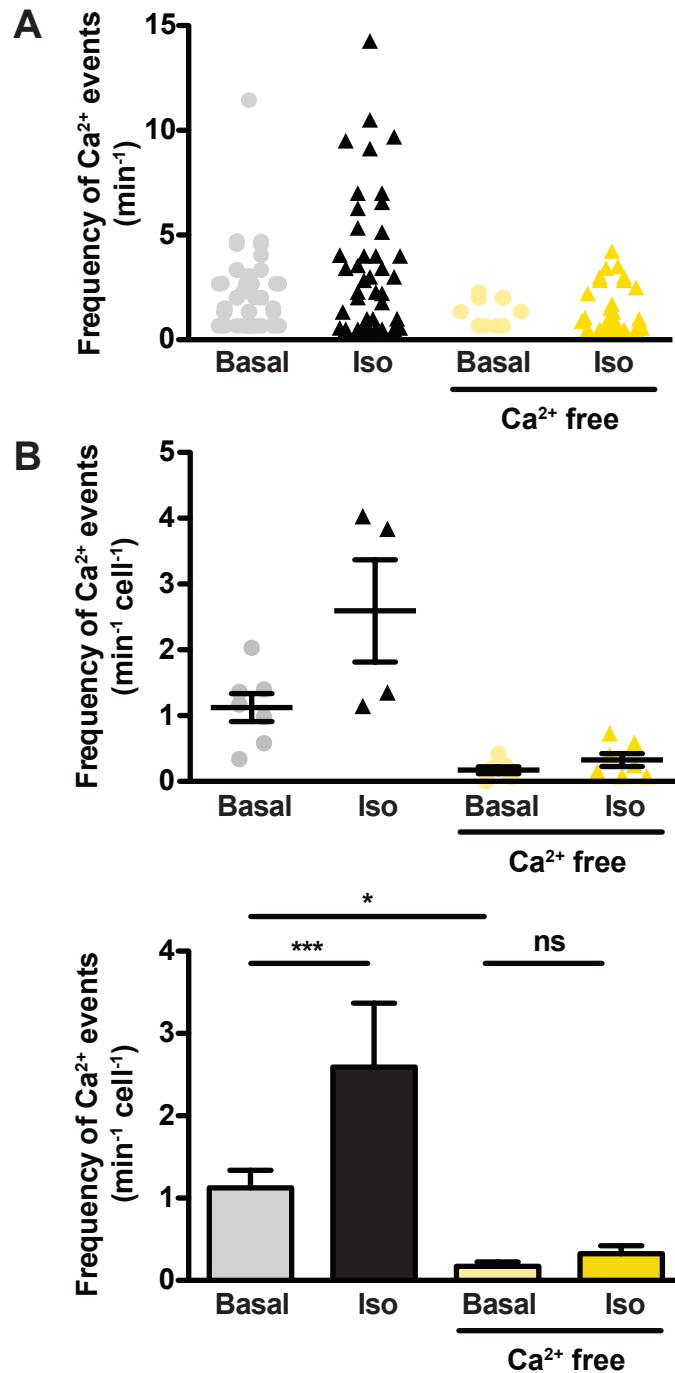 A
Frequency of Ca²⁺ events
(min⁻¹)
15
10
5
0
Basal
Iso
Basal
Iso
Ca²⁺ free
B
Frequency of Ca²⁺ events
(min⁻¹ cell⁻¹)
5
4
3
2
1
0
Basal
Iso
Basal
Iso
Ca²⁺ free
*
***
ns
Frequency of Ca²⁺ events
(min⁻¹ cell⁻¹)
4
3
2
1
0
Basal
Iso
Basal
Iso
Ca²⁺ free